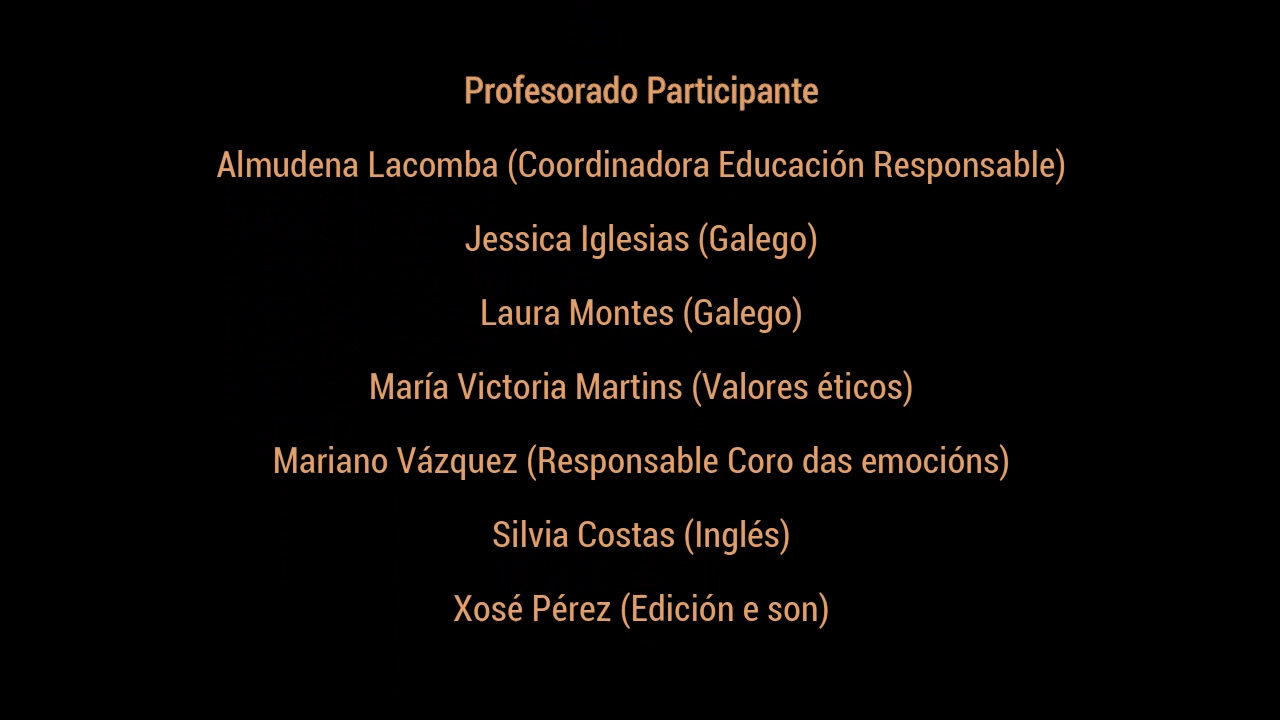 Profesorado Participante
Almudena Lacomba (Coordinadora Educación Responsable)
Jessica Iglesias (Galego)
Laura Montes (Galego)
María Victoria Martins (Valores éticos)
Mariano Vázquez (Responsable Coro das emocións)
Silvia Costas (Inglés)
Xosé Pérez (Edición e son)